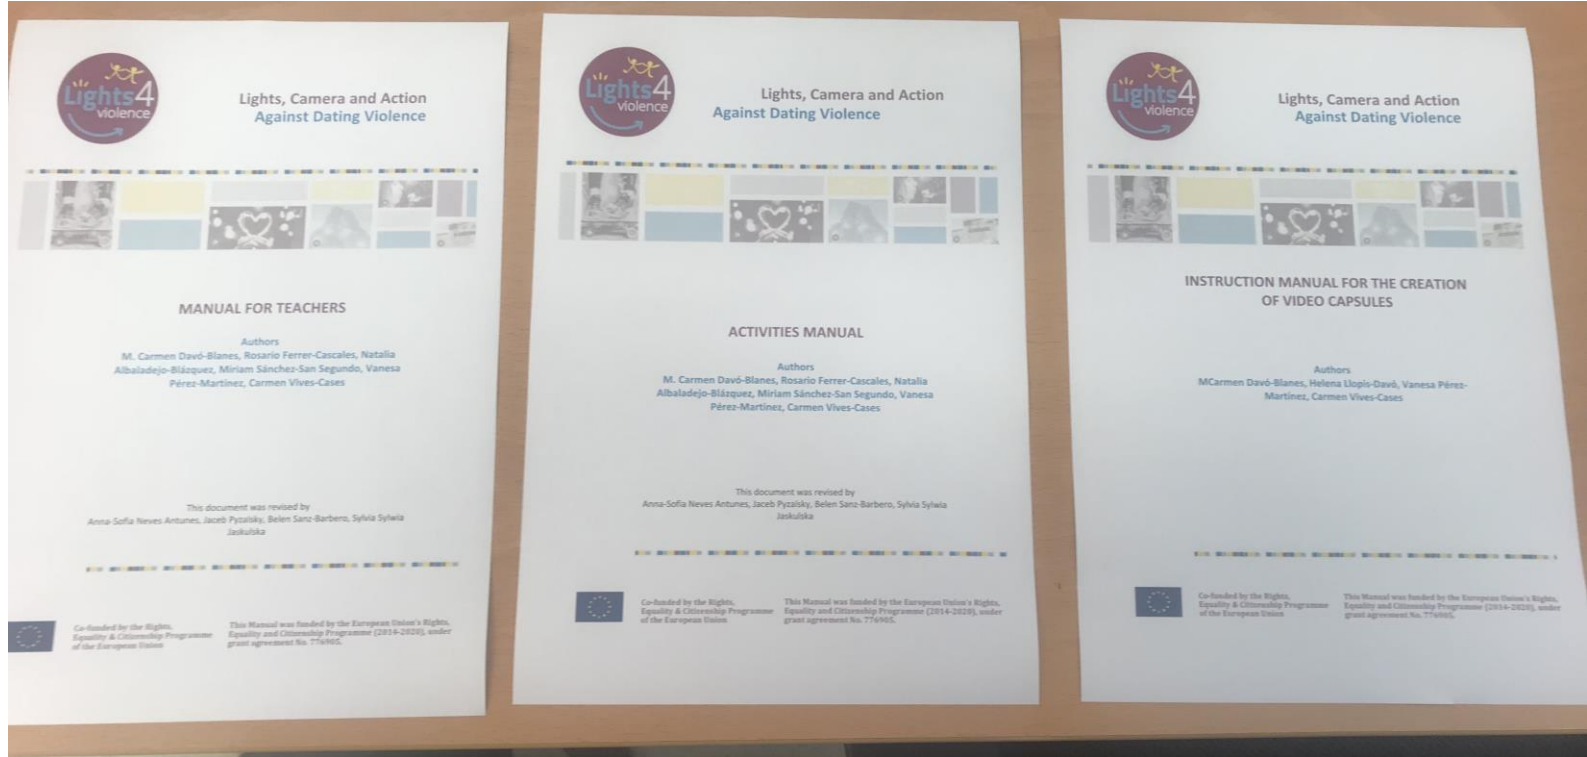 Lights4
violence
Lights, Camera and Action
Against Dating Violence
MANUAL FOR TEACHERS
Authors
M. Carmen Davó-Blanes, Rosario Ferrer-Cascales, Natalia
Albaladejo-Blázquez, Miriam Sánchez-San Segundo, Vanesa
Pérez-Martínez, Carmen Vives-Cases
This document was revised by
Anna-Sofia Neves Antunes, Jaceb Pyzalsky, Belen Sanz-Barbero, Sylvia Sylwia
Jaskulska
Co-funded by the Rights,
Equality & Citizenship Programme
of the European Union
This Manual was funded by the European Union's Rights,
Equality and Citizenship Programme (2014-2020), under
grant agreement No. 776905.
Lights4
violence
Lights, Camera and Action
Against Dating Violence
ACTIVITIES MANUAL
Authors
M. Carmen Davó-Blanes, Rosario Ferrer-Cascales, Natalia
Albaladejo-Blázquez, Miriam Sánchez-San Segundo, Vanesa
Pérez-Martínez, Carmen Vives-Cases
This document was revised by
Anna-Sofia Neves Antunes, Jaceb Pyzalsky, Belen Sanz-Barbero, Sylvia Sylwia
Jaskulska
Co-funded by the Rights,
Equality & Citizenship Programme
of the European Union
This Manual was funded by the European Union's Rights,
Equality and Citizenship Programme (2014-2020), under
grant agreement No. 776905.
Lights4
violence
Lights, Camera and Action
Against Dating Violence
INSTRUCTION MANUAL FOR THE CREATION
OF VIDEO CAPSULES
Authors
MCarmen Davó-Blanes, Helena Llopis-Davó, Vanesa Pérez-
Martínez, Carmen Vives-Cases
Co-funded by the Rights,
Equality & Citizenship Programme
of the European Union
This Manual was funded by the European Union's Rights,
Equality and Citizenship Programme (2014-2020), under
grant agreement No. 776905.